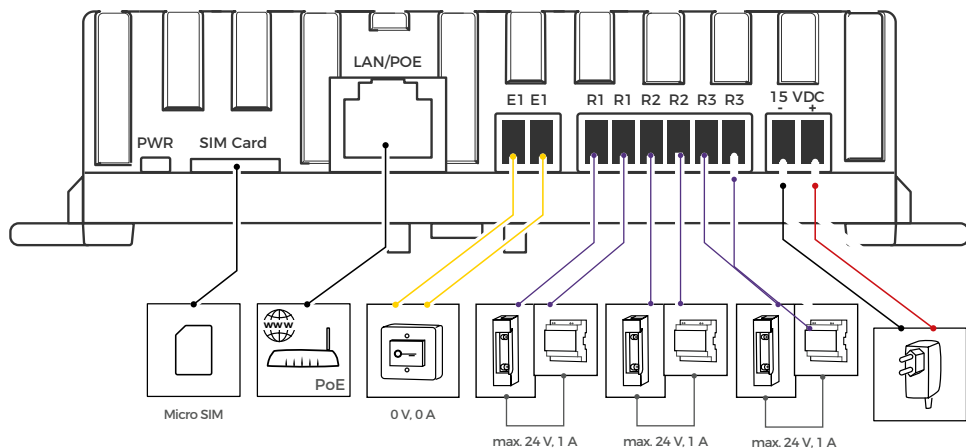 LAN/POE
E1 E1
R1 R1 R2 R2 R3 R3
15 VDC
- +
PWR
SIM Card
www
PoE
Micro SIM
0 V, 0 A
max. 24 V, 1 A
max. 24 V, 1 A
max. 24 V, 1 A